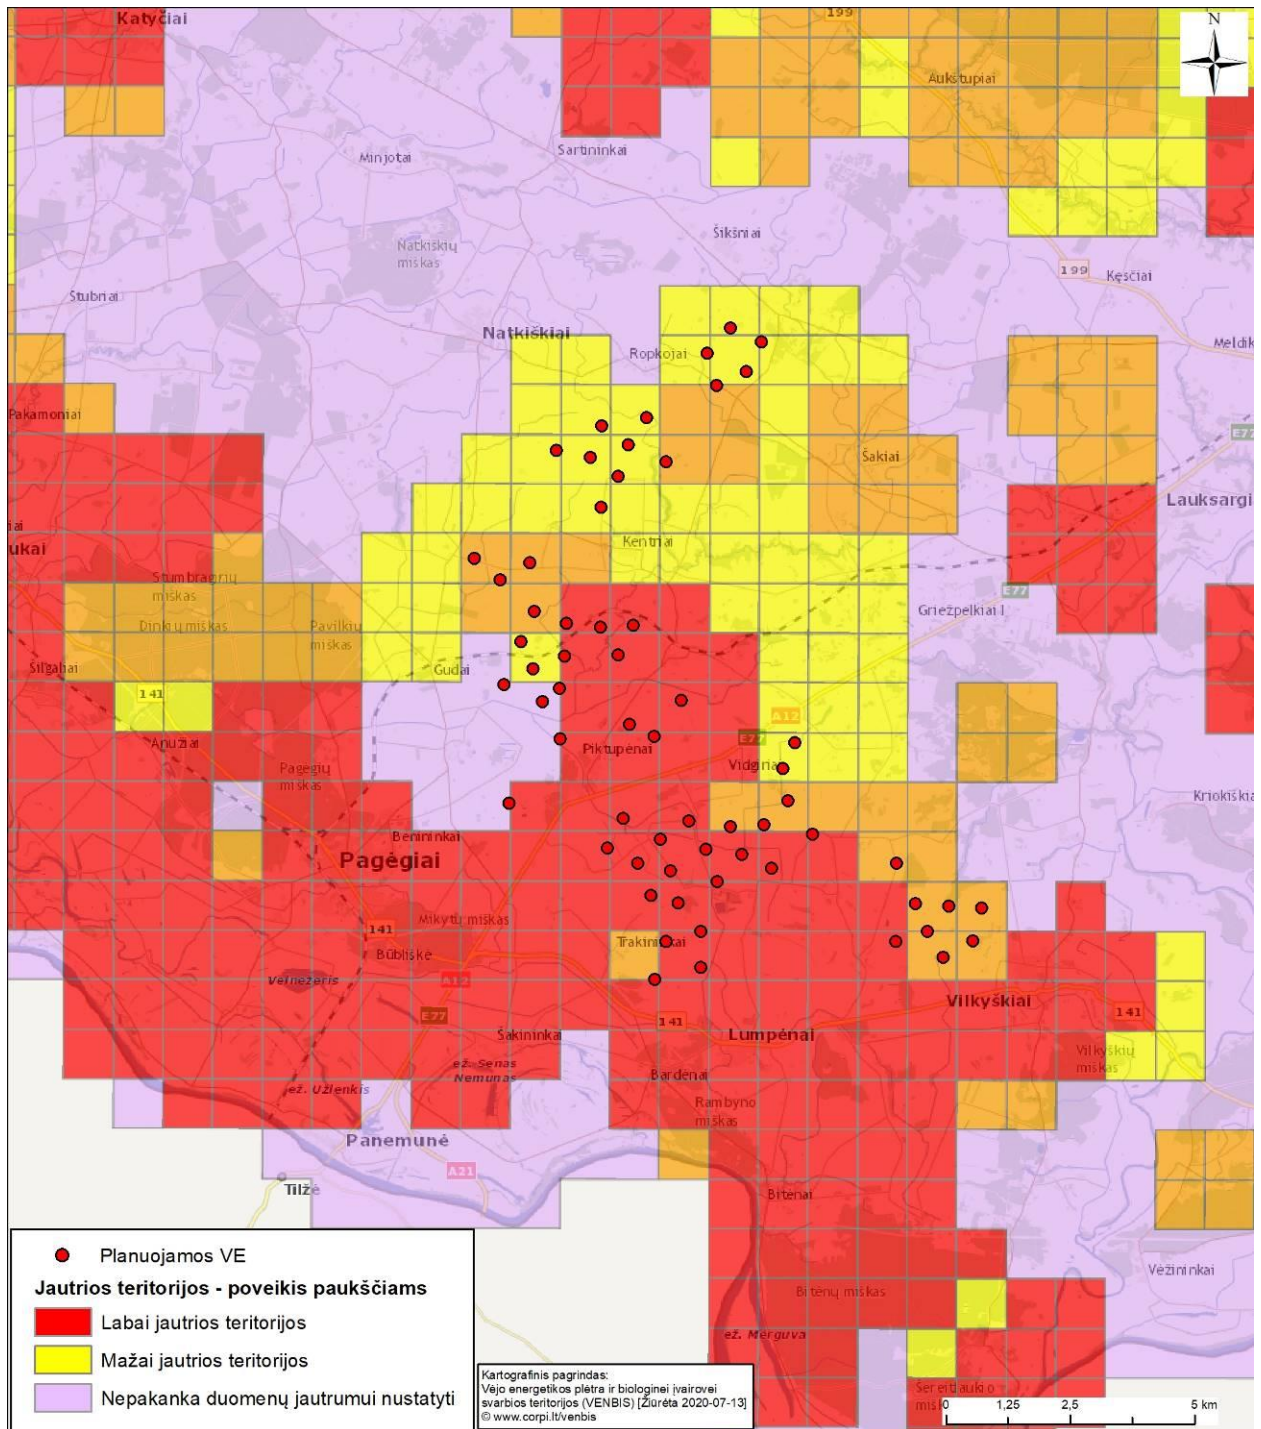 Katyčiai
199
N
Aukštupiai
Sartininkai
Minjotai
Šikšniai
Natkiškių
miškas
199
Kęsčiai
Stubriai
Natkiškiai
Ropkojai
Meldik
Pakamoniai
E77
Šakiai
Lauksargi
iai
ukai
Kentriai
Stumbragirių
miškas
E77
Griežpelkiai I
Dinkių miškas
Pavilkių
miškas
Šilgaliai
Gudai
141
A12
Anužiai
E77
Piktupėnai
Vidgiriai
Pagėgių
miškas
Kriokiškia
Benininkai
Pagėgiai
Mikytų miškas
141
Trakininkai
Būbliškė
Velnežeris
A12
Vilkyškiai
E77
141
141
Šakininkai
Lumpėnai
Vilkyškių
miškas
ež. Senas
Nemunas
Bardėnai
ež. Užlenkis
Rambyno
miškas
Panemunė
A21
Tilžė
Bitėnai
Vėžininkai
Bitėnų miškas
ež. Merguva
Šereitlaukio
Planuojamos VE
Jautrios teritorijos - poveikis paukščiams
Labai jautrios teritorijos
Mažai jautrios teritorijos
Nepakanka duomenų jautrumui nustatyti
Kartografinis pagrindas:
Vėjo energetikos plėtra ir biologinei įvairovei
svarbios teritorijos (VENBIS) [Žiūrėta 2020-07-13]
© www.corpi.lt/venbis
0 1,25 2,5 5 km